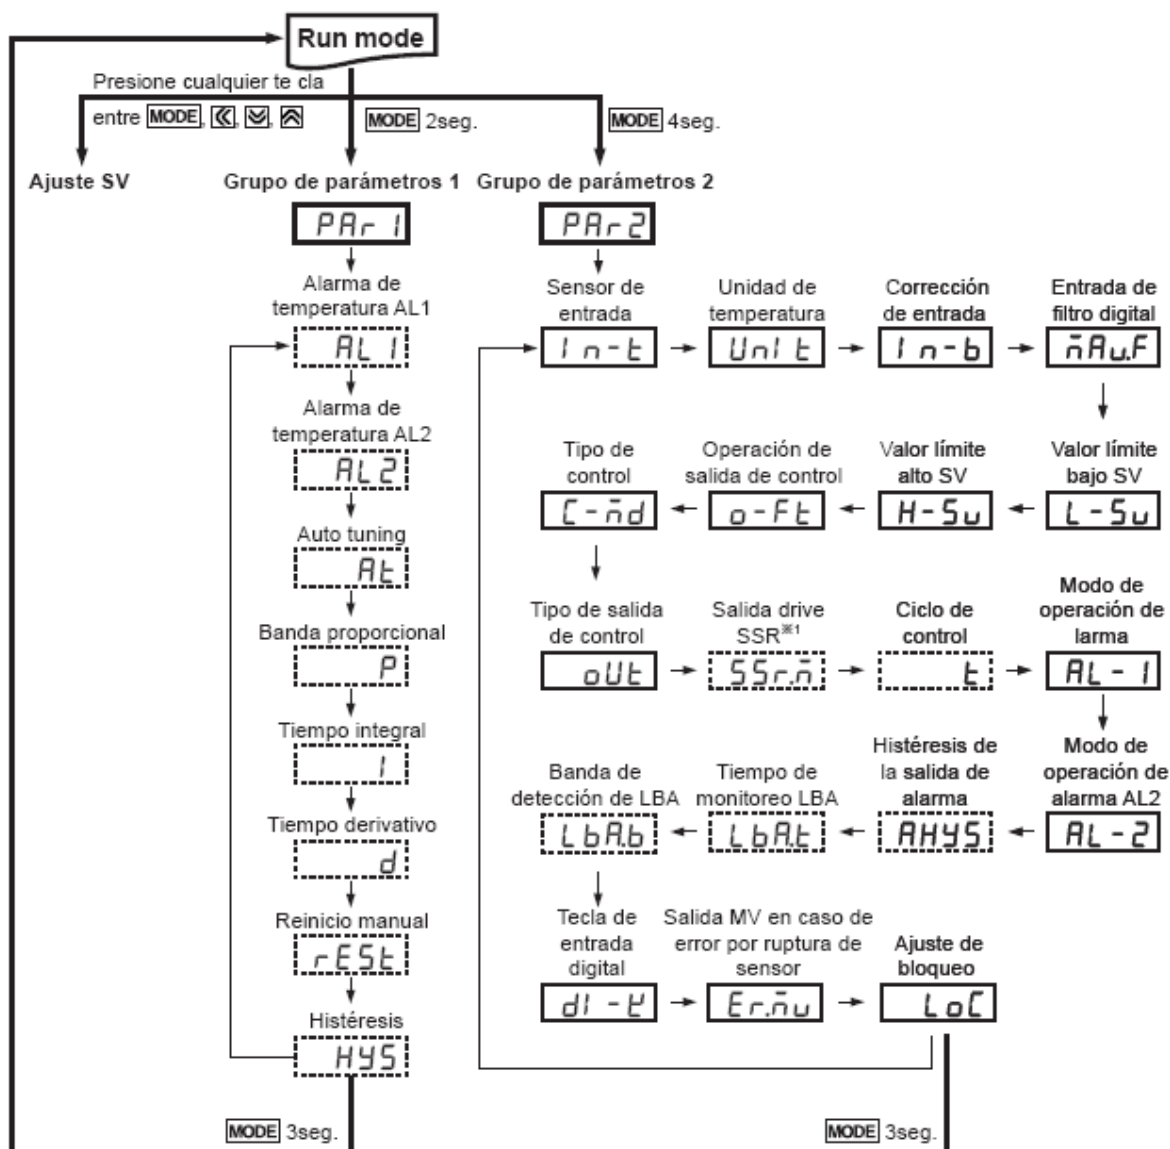 Run mode
Presione cualquier te cla
entre MODE, «, ⌄, ⌃
MODE 2seg.
MODE 4seg.
Ajuste SV
Grupo de parámetros 1
Grupo de parámetros 2
PAr 1
PAr2
Alarma de
temperatura AL1
AL 1
Alarma de
temperatura AL2
AL2
Auto tuning
At
Banda proporcional
P
Tiempo integral
I
Tiempo derivativo
d
Reinicio manual
rESt
Histéresis
HYS
MODE 3seg.
Sensor de
entrada
In-t
Unidad de
temperatura
UnIt
Corrección
de entrada
In-b
Entrada de
filtro digital
mAv.F
Tipo de
control
C-md
Operación de
salida de control
o-Ft
Valor límite
alto SV
H-Sv
Valor límite
bajo SV
L-Sv
Tipo de salida
de control
oUt
Salida drive
SSR※1
SSr.m
Ciclo de
control
t
Modo de
operación de
larma
AL-1
Banda de
detección de LBA
LbA.b
Tiempo de
monitoreo LBA
LbA.t
Histéresis de
la salida de
alarma
AHYS
Modo de
operación de
alarma AL2
AL-2
Tecla de
entrada
digital
dI-K
Salida MV en caso de
error por ruptura de
sensor
Er.mv
Ajuste de
bloqueo
LoC
MODE 3seg.